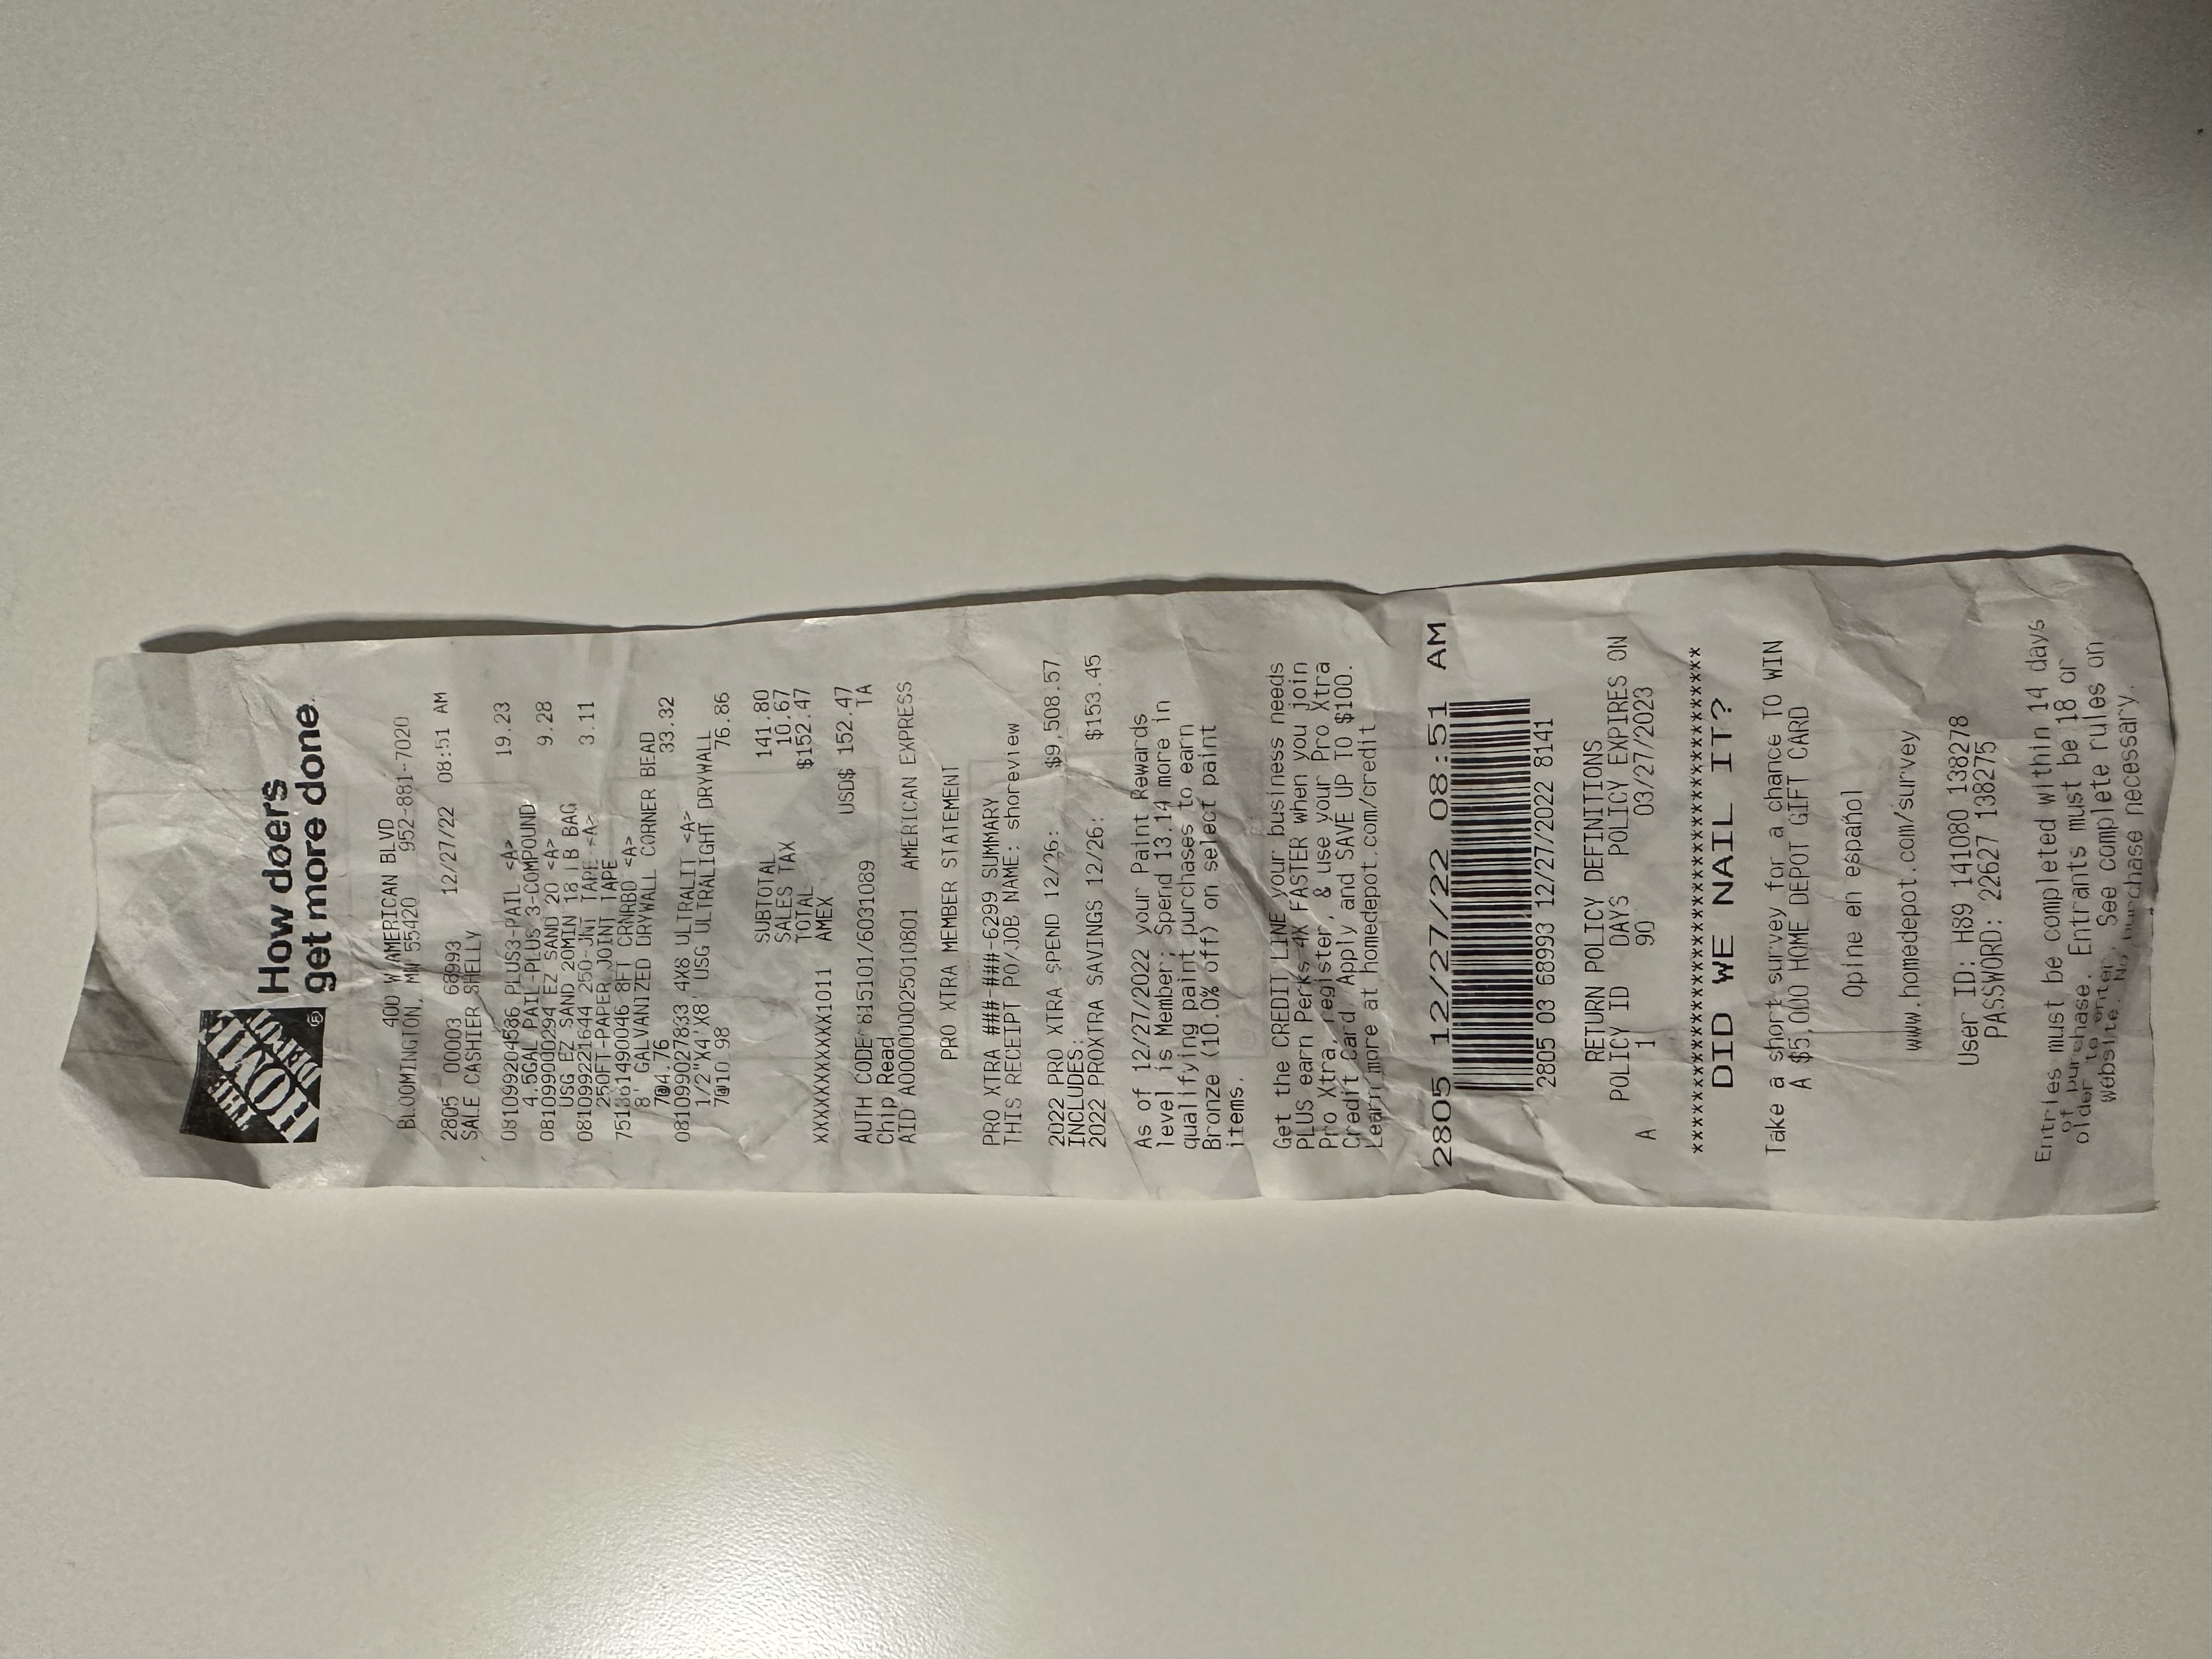 THE
HOME
DEPOT
®
How doers
get more done.
400 W AMERICAN BLVD
BLOOMINGTON, MN 55420 952-881-7020
2805 00003 68993 12/27/22 08:51 AM
SALE CASHIER SHELLY
081099204586 PLUS3-PAIL <A> 19.23
4.5GAL PAIL-PLUS 3-COMPOUND
081099000294 EZ SAND 20 <A> 9.28
USG EZ SAND 20MIN 18 LB BAG
081099221644 250-JNT TAPE <A> 3.11
250FT-PAPER JOINT TAPE
751361490046 8FT CRNRBD <A>
8' GALVANIZED DRYWALL CORNER BEAD
7@4.76 33.32
081099027833 4X8 ULTRALIT <A>
1/2"X4'X8' USG ULTRALIGHT DRYWALL
7@10.98 76.86
SUBTOTAL 141.80
SALES TAX 10.67
TOTAL $152.47
XXXXXXXXXXX1011 AMEX
USD$ 152.47
AUTH CODE 815101/6031089 TA
Chip Read
AID A000000025010801 AMERICAN EXPRESS
PRO XTRA MEMBER STATEMENT
PRO XTRA ###-###-6299 SUMMARY
THIS RECEIPT PO/JOB NAME: shoreview
2022 PRO XTRA SPEND 12/26: $9,508.57
INCLUDES:
2022 PROXTRA SAVINGS 12/26: $153.45
As of 12/27/2022 your Paint Rewards
level is Member; Spend 13.14 more in
qualifying paint purchases to earn
Bronze (10.0% off) on select paint
items.
Get the CREDIT LINE your business needs
PLUS earn Perks 4X FASTER when you join
Pro Xtra, register, & use your Pro Xtra
Credit Card. Apply and SAVE UP TO $100.
Learn more at homedepot.com/credit
2805 12/27/22 08:51 AM
2805 03 68993 12/27/2022 8141
RETURN POLICY DEFINITIONS
POLICY ID DAYS POLICY EXPIRES ON
A 1 90 03/27/2023
***************************************
DID WE NAIL IT?
Take a short survey for a chance TO WIN
A $5,000 HOME DEPOT GIFT CARD
Opine en español
www.homedepot.com/survey
User ID: H89 141080 138278
PASSWORD: 22627 138275
Entries must be completed within 14 days
of purchase. Entrants must be 18 or
older to enter. See complete rules on
website. No purchase necessary.